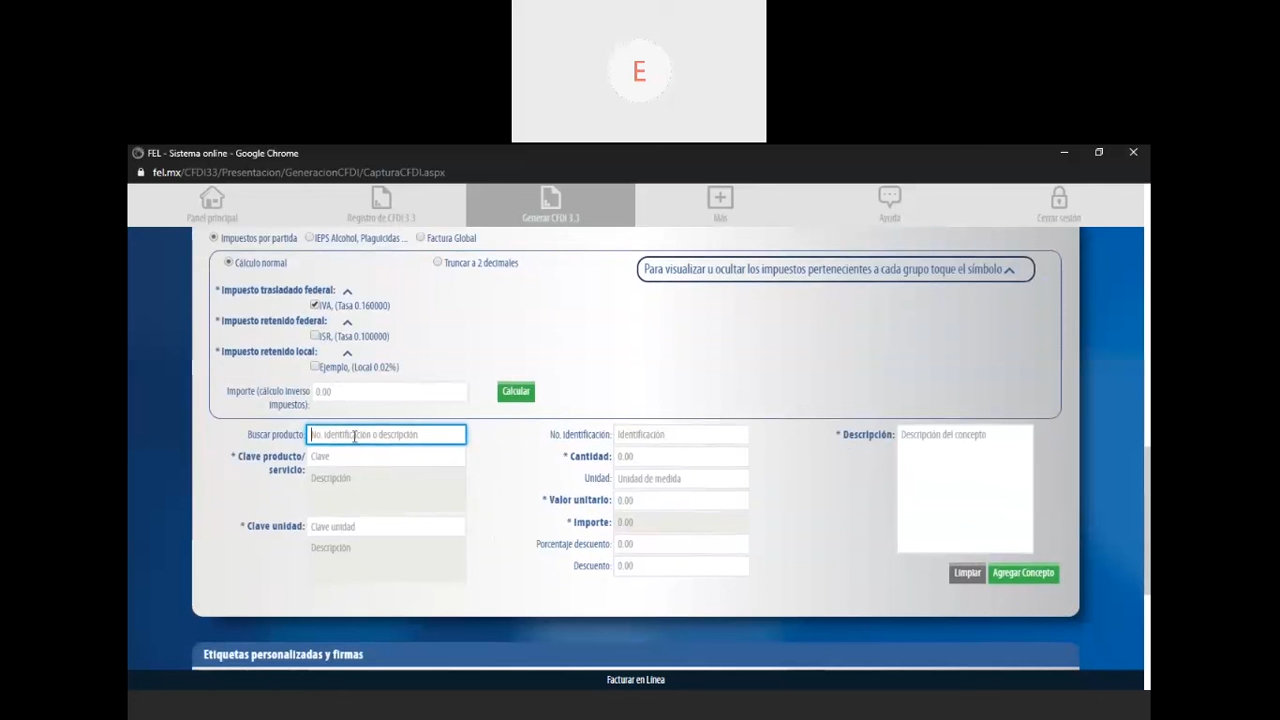 E
FEL - Sistema online - Google Chrome
fel.mx/CFDI33/Presentacion/GeneracionCFDI/CapturaCFDI.aspx
Panel principal
Registro de CFDI 3.3
Generar CFDI 3.3
Más
Ayuda
Cerrar sesión
Impuestos por partida
IEPS Alcohol, Plaguicidas ...
Factura Global
Cálculo normal
Truncar a 2 decimales
Para visualizar u ocultar los impuestos pertenecientes a cada grupo toque el símbolo
* Impuesto trasladado federal:
IVA, (Tasa 0.160000)
* Impuesto retenido federal:
ISR, (Tasa 0.100000)
* Impuesto retenido local:
Ejemplo, (Local 0.02%)
Importe (cálculo inverso
impuestos):
0.00
Calcular
Buscar producto:
No. identificación o descripción
* Clave producto/
servicio:
Clave
Descripción
* Clave unidad:
Clave unidad
Descripción
No. identificación:
Identificación
* Cantidad:
0.00
Unidad:
Unidad de medida
* Valor unitario:
0.00
* Importe:
0.00
Porcentaje descuento:
0.00
Descuento:
0.00
* Descripción:
Descripción del concepto
Limpiar
Agregar Concepto
Etiquetas personalizadas y firmas
Facturar en Línea